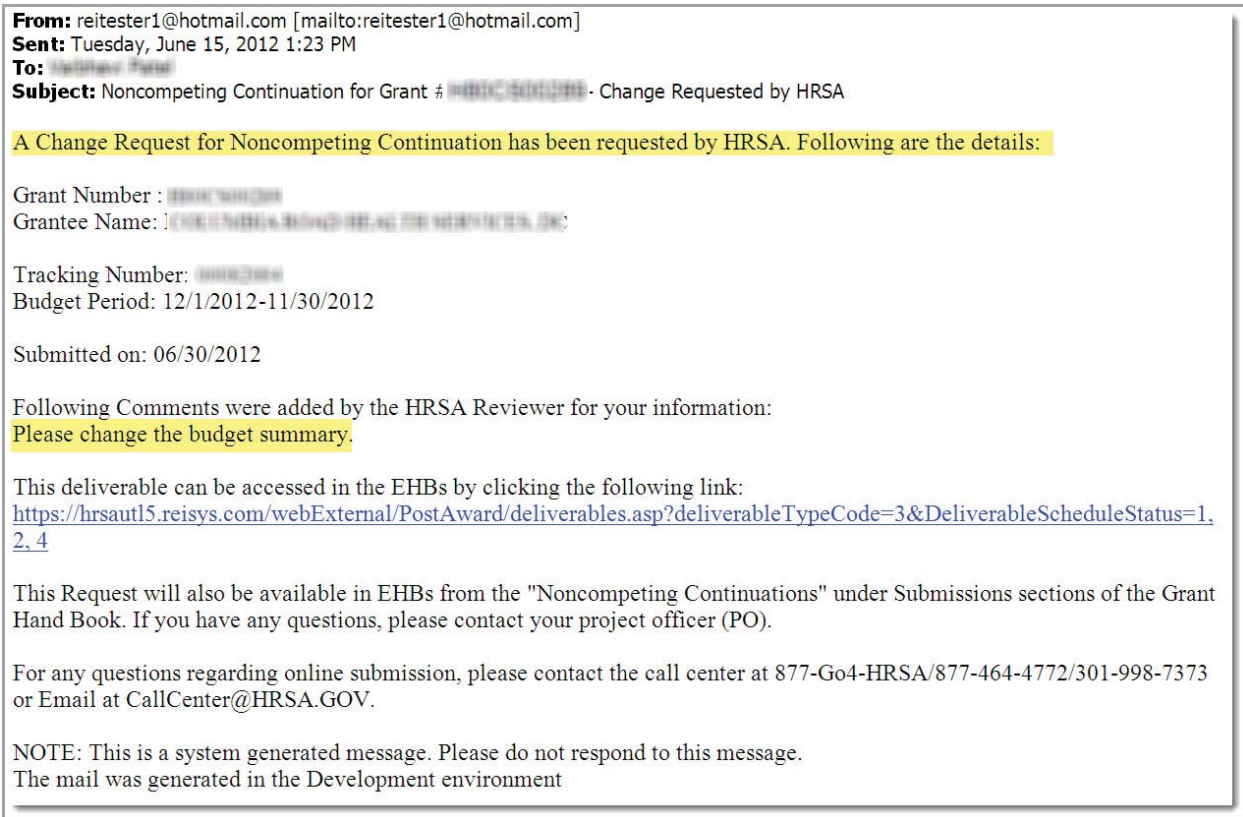 From: reitester1@hotmail.com [mailto:reitester1@hotmail.com]
Sent: Tuesday, June 15, 2012 1:23 PM
To:
Subject: Noncompeting Continuation for Grant # - Change Requested by HRSA
A Change Request for Noncompeting Continuation has been requested by HRSA. Following are the details:
Grant Number :
Grantee Name:
Tracking Number:
Budget Period: 12/1/2012-11/30/2012
Submitted on: 06/30/2012
Following Comments were added by the HRSA Reviewer for your information:
Please change the budget summary.
This deliverable can be accessed in the EHBs by clicking the following link:
https://hrsautl5.reisys.com/webExternal/PostAward/deliverables.asp?deliverableTypeCode=3&DeliverableScheduleStatus=1,
2, 4
This Request will also be available in EHBs from the "Noncompeting Continuations" under Submissions sections of the Grant
Hand Book. If you have any questions, please contact your project officer (PO).
For any questions regarding online submission, please contact the call center at 877-Go4-HRSA/877-464-4772/301-998-7373
or Email at CallCenter@HRSA.GOV.
NOTE: This is a system generated message. Please do not respond to this message.
The mail was generated in the Development environment